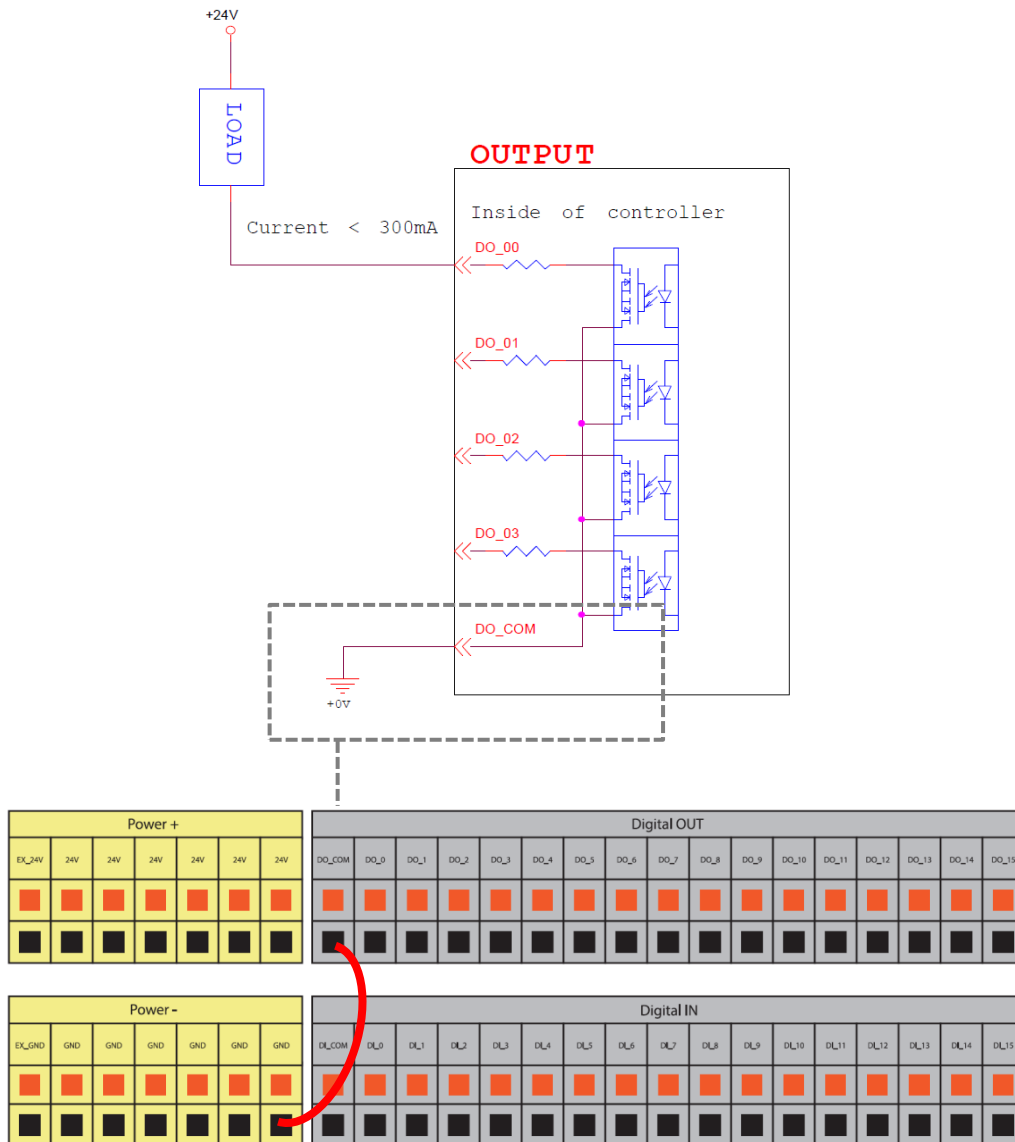 +24V
LOAD
OUTPUT
Inside of controller
Current < 300mA
DO_00
DO_01
DO_02
DO_03
DO_COM
+0V
Power +
Digital OUT
EX_24V 24V 24V 24V 24V 24V 24V DO_COM DO_0 DO_1 DO_2 DO_3 DO_4 DO_5 DO_6 DO_7 DO_8 DO_9 DO_10 DO_11 DO_12 DO_13 DO_14 DO_15
Power -
Digital IN
EX_GND GND GND GND GND GND GND DI_COM DI_0 DI_1 DI_2 DI_3 DI_4 DI_5 DI_6 DI_7 DI_8 DI_9 DI_10 DI_11 DI_12 DI_13 DI_14 DI_15